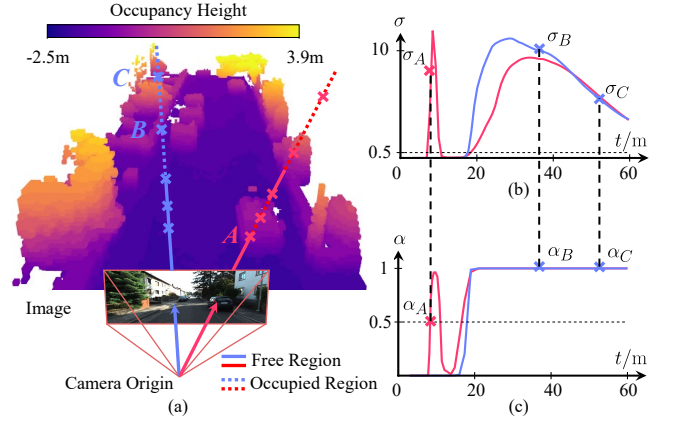 Occupancy Height
-2.5m
3.9m
C
B
A
Image
Camera Origin
Free Region
Occupied Region
(a)
σ
10
0.5
σ_A
σ_B
σ_C
t/m
0
20
40
60
(b)
α
1
0.5
α_A
α_B
α_C
t/m
0
20
40
60
(c)